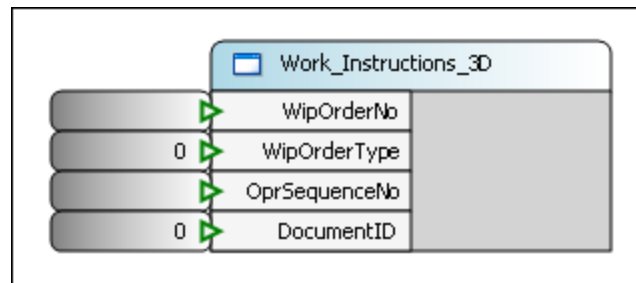 Work_Instructions_3D
WipOrderNo
0 WipOrderType
OprSequenceNo
0 DocumentID